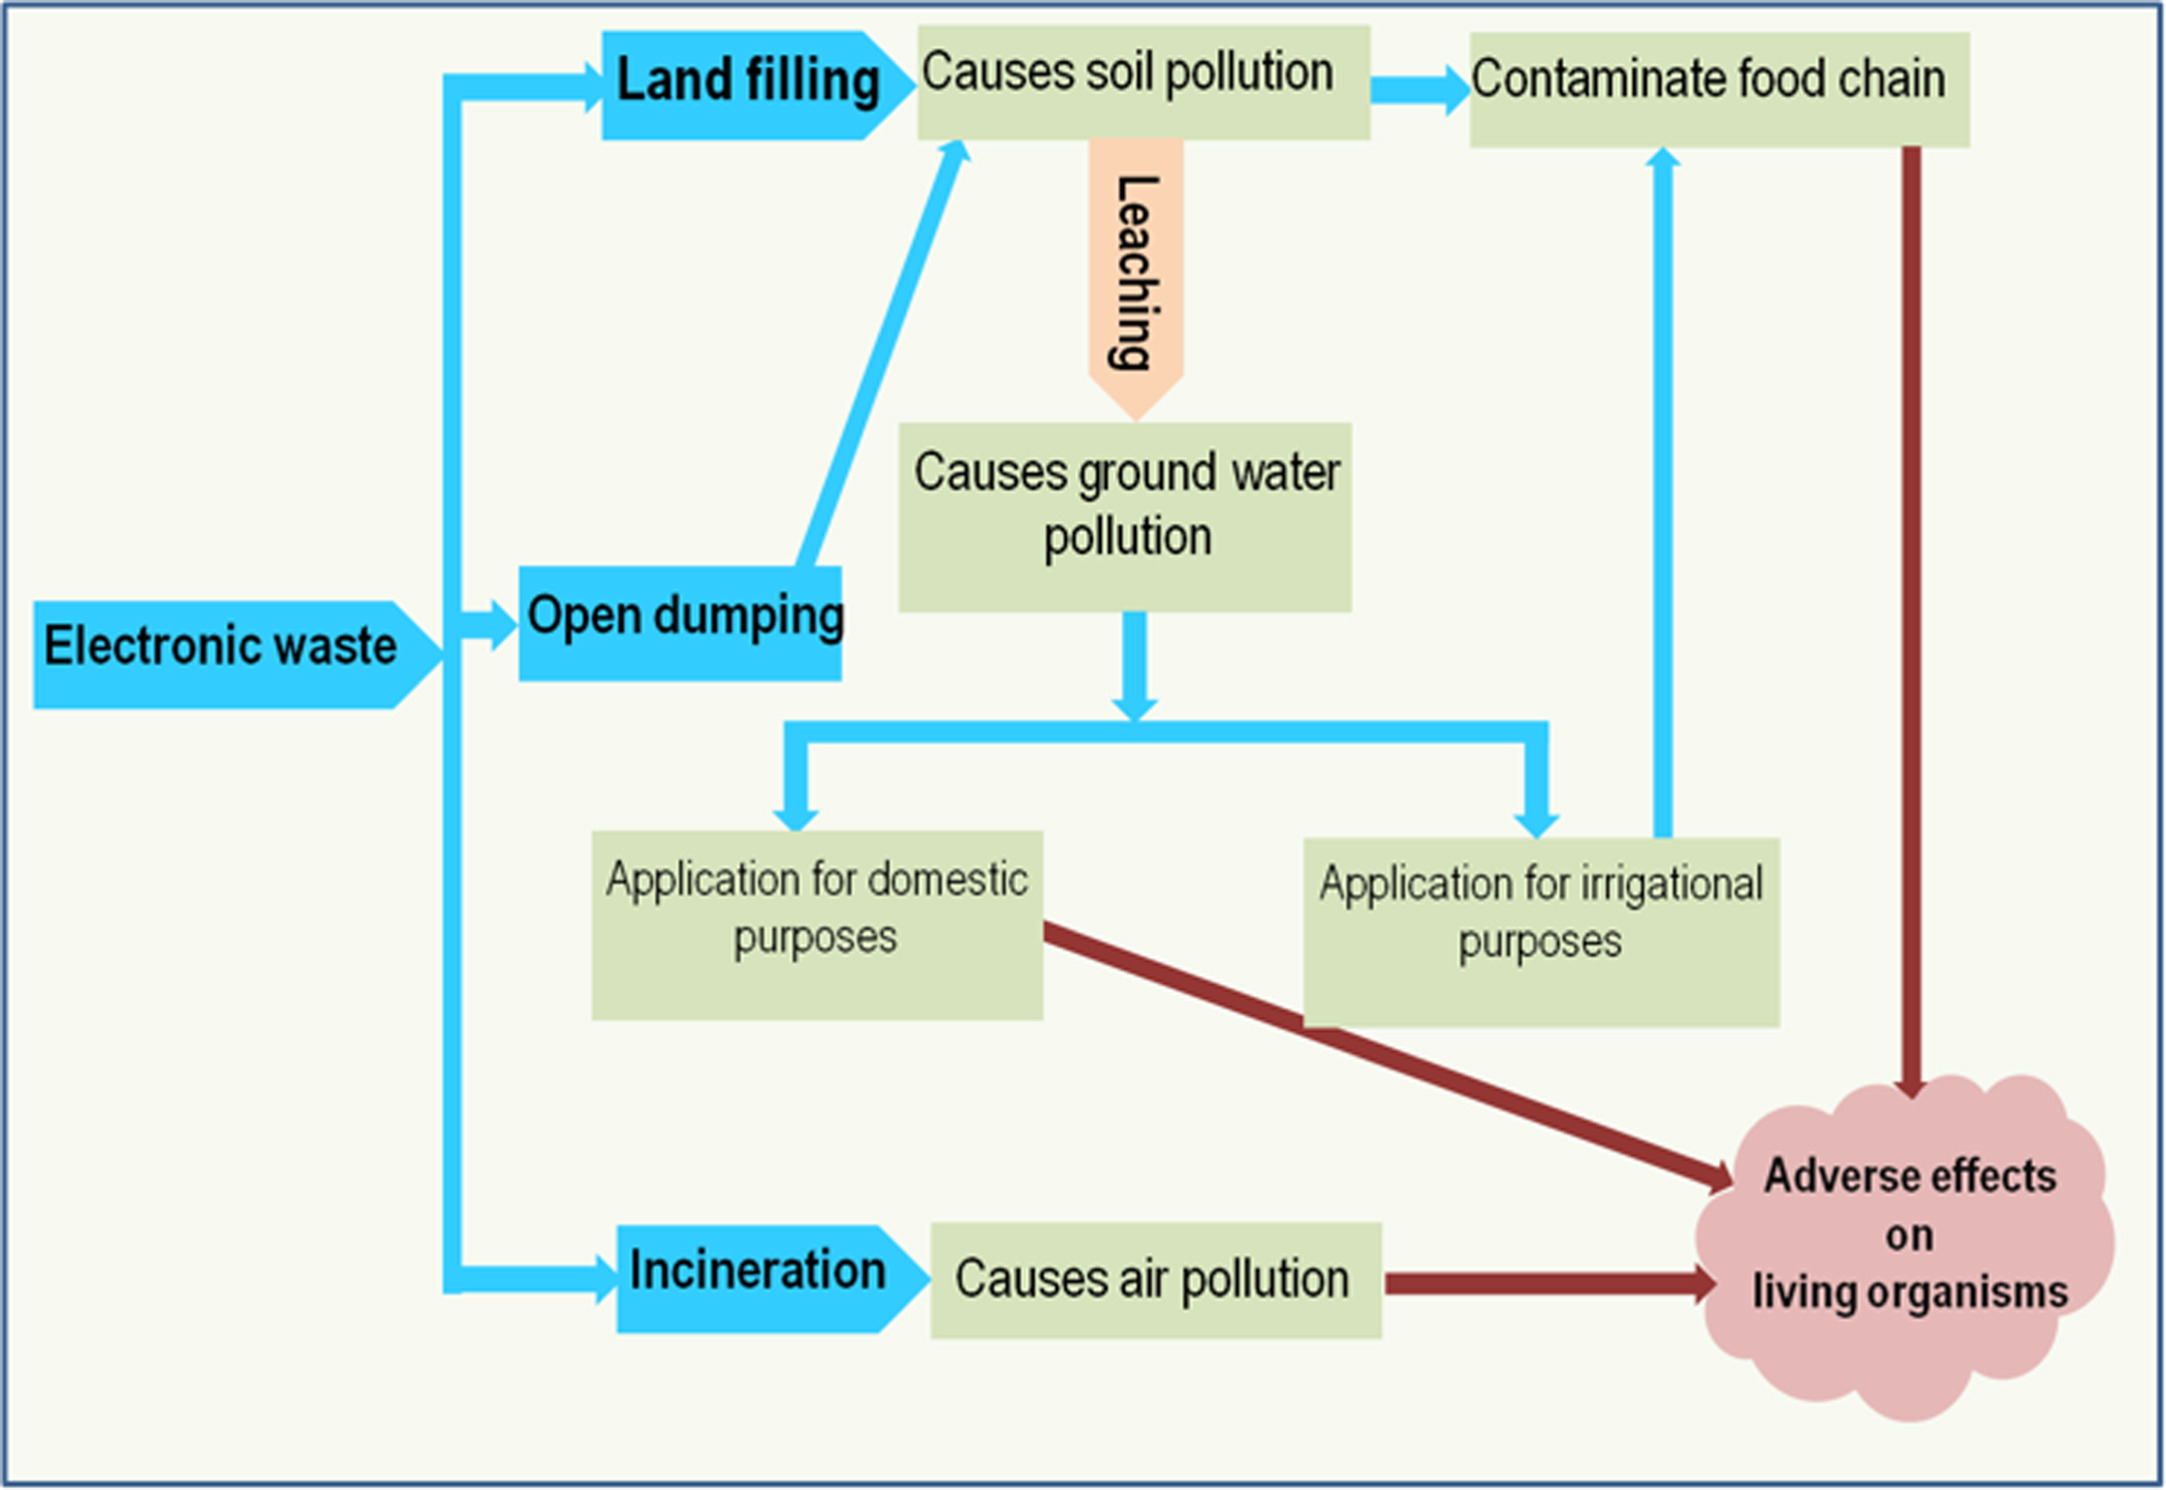 Land filling
Causes soil pollution
Contaminate food chain
Leaching
Causes ground water
pollution
Electronic waste
Open dumping
Application for domestic
purposes
Application for irrigational
purposes
Incineration
Causes air pollution
Adverse effects
on
living organisms